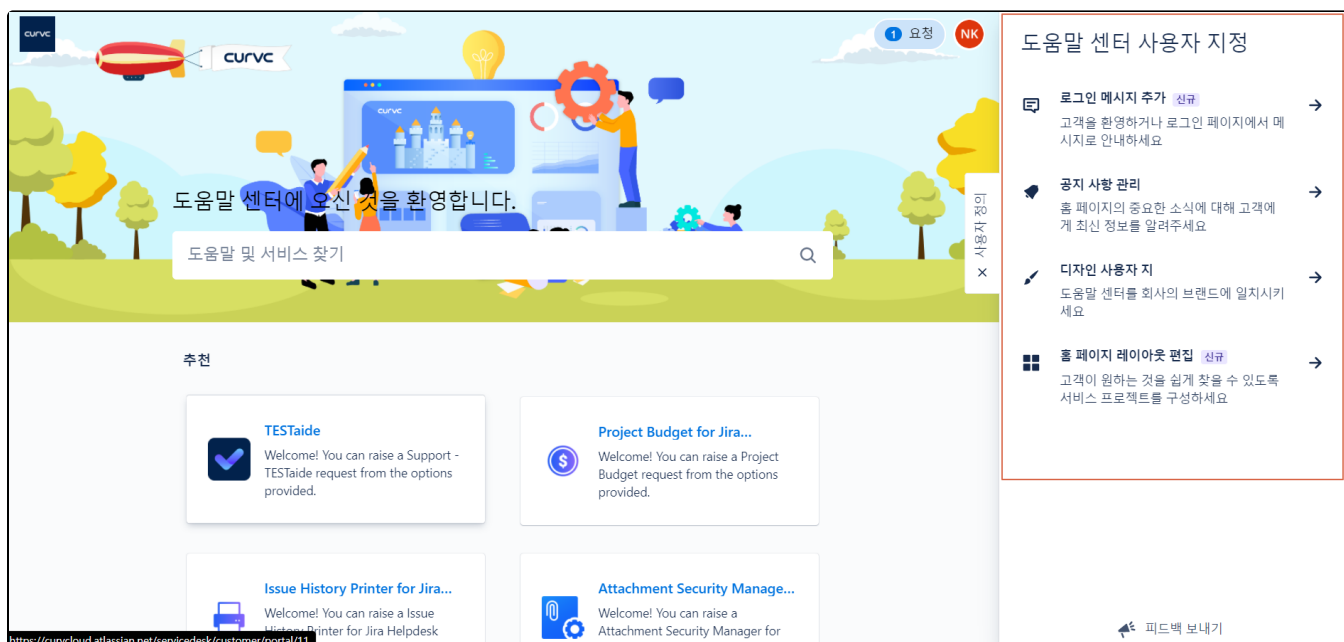 curvc
curvc
1 요청
NK
curvc
도움말 센터에 오신 것을 환영합니다.
도움말 및 서비스 찾기
× 사용자 정의
추천
TESTaide
Welcome! You can raise a Support -
TESTaide request from the options
provided.
Project Budget for Jira...
Welcome! You can raise a Project
Budget request from the options
provided.
Issue History Printer for Jira...
Welcome! You can raise a Issue
History Printer for Jira Helpdesk
Attachment Security Manage...
Welcome! You can raise a
Attachment Security Manager for
https://curvcloud.atlassian.net/servicedesk/customer/portal/11
도움말 센터 사용자 지정
로그인 메시지 추가 신규
고객을 환영하거나 로그인 페이지에서 메
시지로 안내하세요
공지 사항 관리
홈 페이지의 중요한 소식에 대해 고객에
게 최신 정보를 알려주세요
디자인 사용자 지
도움말 센터를 회사의 브랜드에 일치시키
세요
홈 페이지 레이아웃 편집 신규
고객이 원하는 것을 쉽게 찾을 수 있도록
서비스 프로젝트를 구성하세요
피드백 보내기